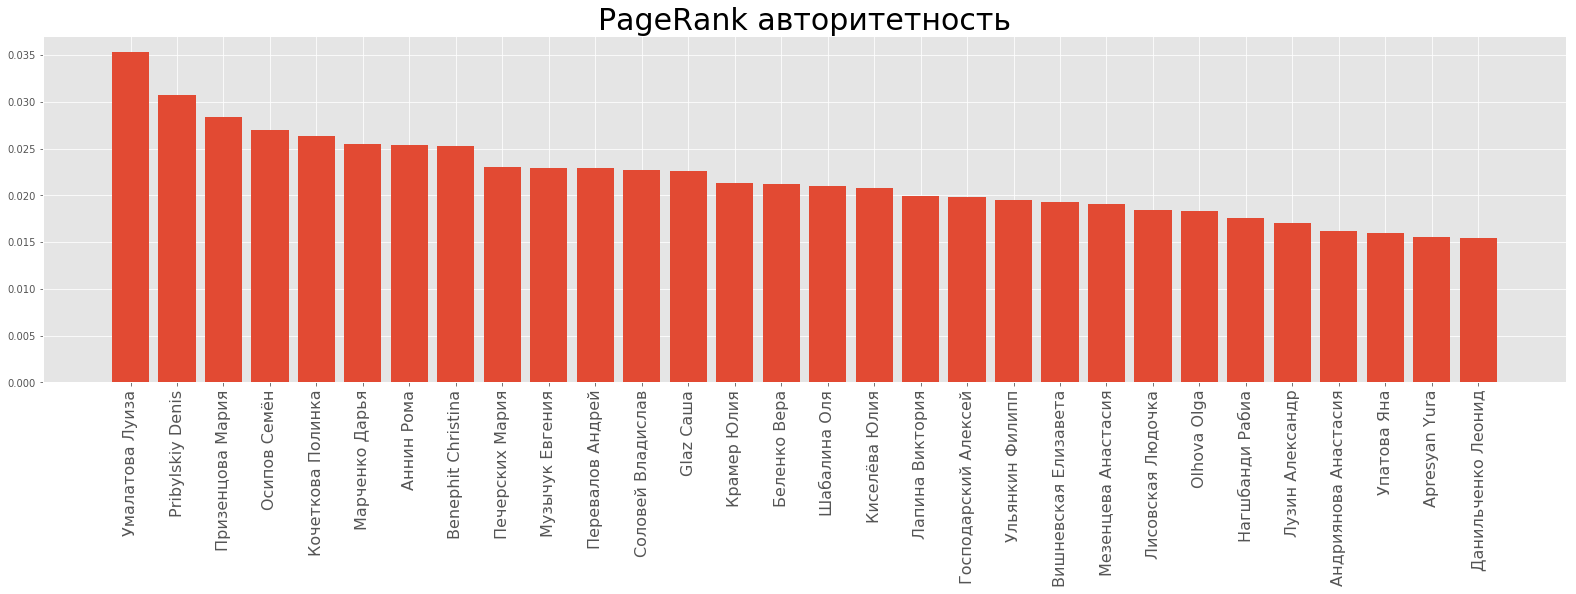 PageRank авторитетность
0.035
0.030
0.025
0.020
0.015
0.010
0.005
0.000
Умалатова Луиза
Pribylskiy Denis
Призенцова Мария
Осипов Семён
Кочеткова Полинка
Марченко Дарья
Аннин Рома
Benephit Christina
Печерских Мария
Музычук Евгения
Перевалов Андрей
Соловей Владислав
Glaz Саша
Крамер Юлия
Беленко Вера
Шабалина Оля
Киселёва Юлия
Лапина Виктория
Господарский Алексей
Ульянкин Филипп
Вишневская Елизавета
Мезенцева Анастасия
Лисовская Людочка
Olhova Olga
Нагшбанди Рабиа
Лузин Александр
Андриянова Анастасия
Упатова Яна
Apresyan Yura
Данильченко Леонид